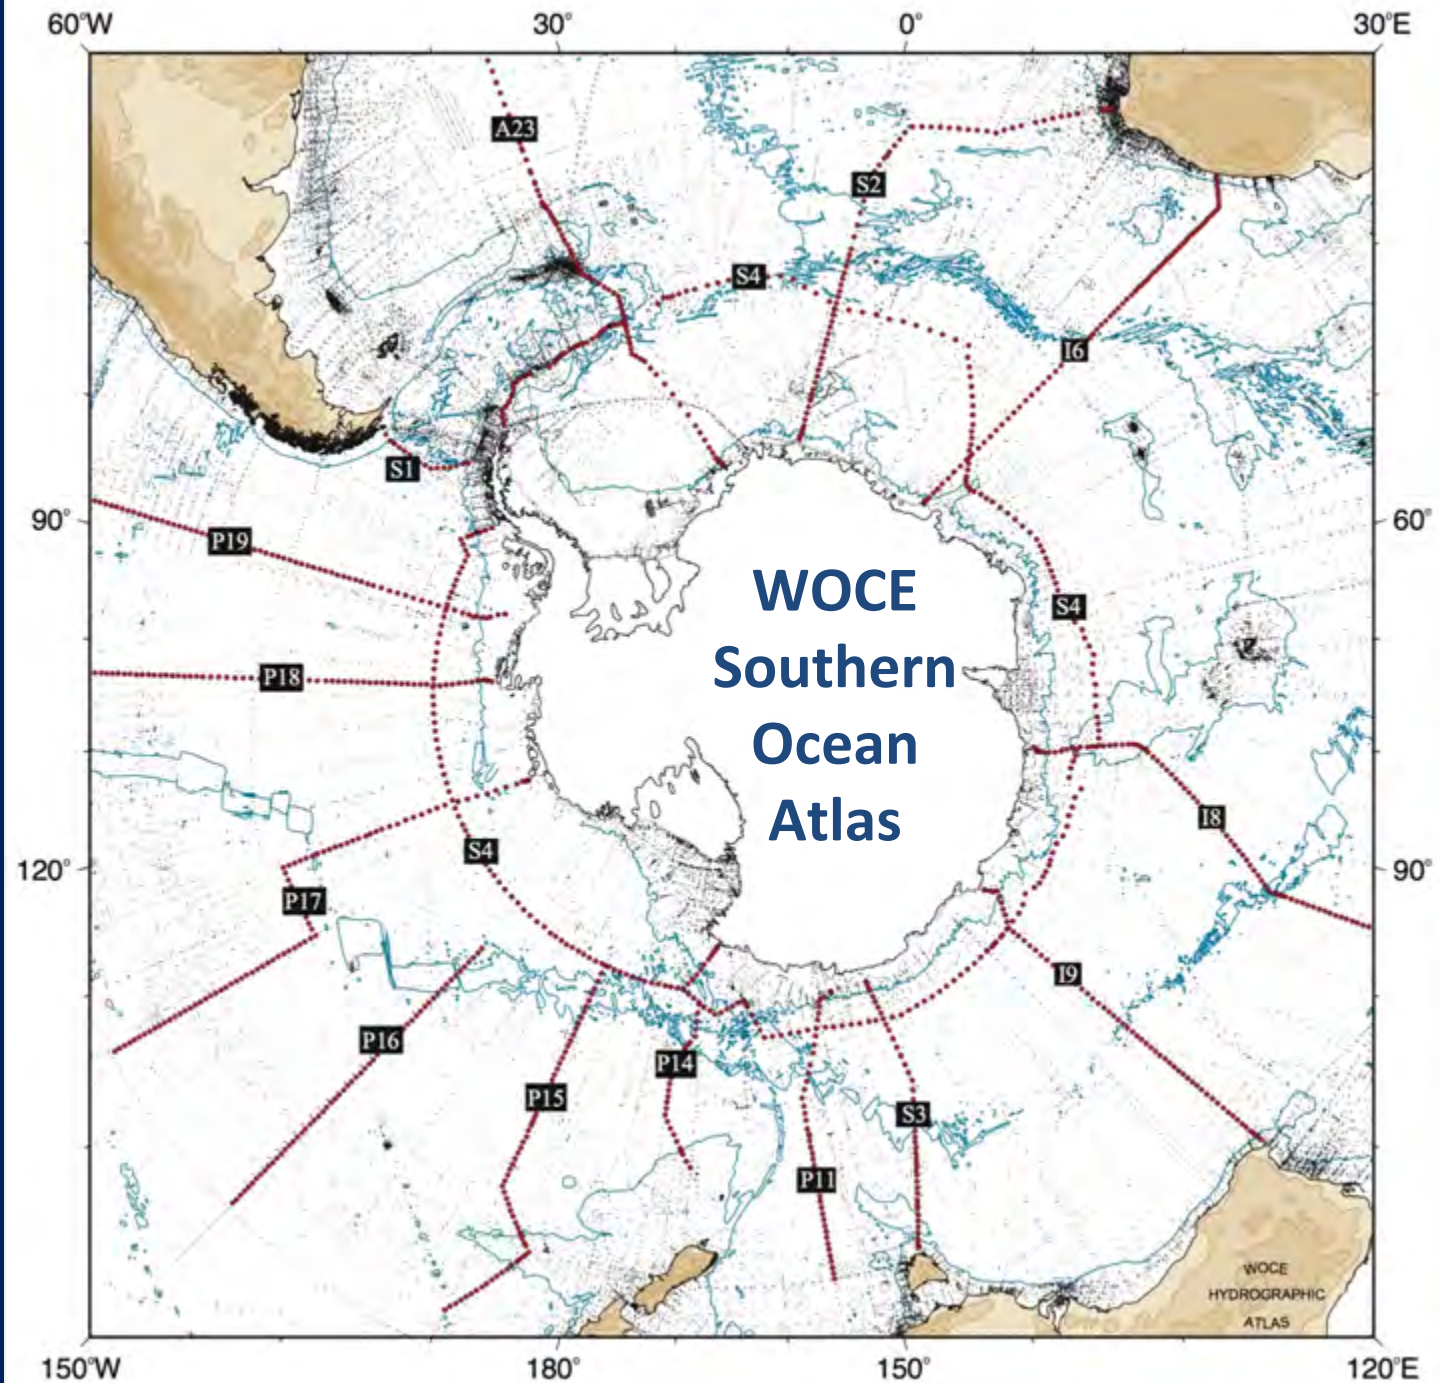 60°W 30° 0° 30°E
A23
S2
S4
I6
S1
90° 60°
P19
WOCE
Southern
Ocean
Atlas
S4
P18
I8
S4
120° 90°
P17
I9
P16
P14
P15
S3
P11
WOCE
HYDROGRAPHIC
ATLAS
150°W 180° 150° 120°E